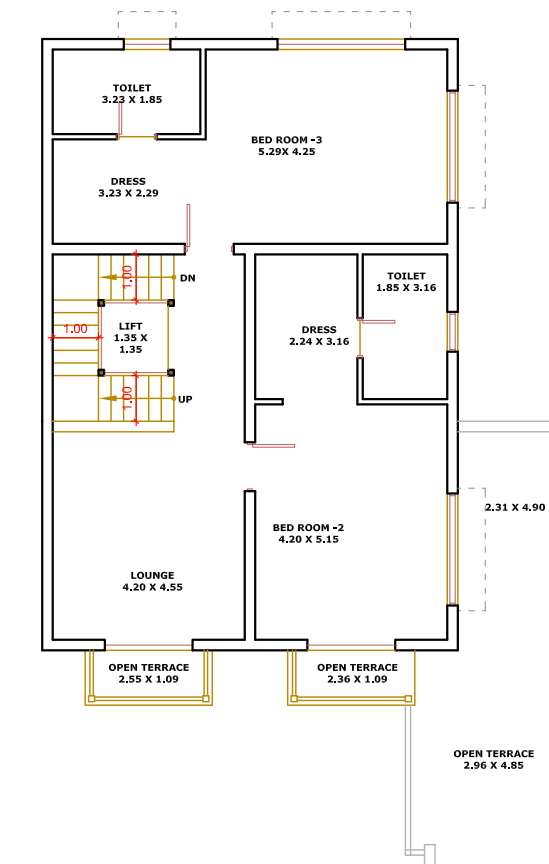 TOILET
3.23 X 1.85
BED ROOM -3
5.29X 4.25
DRESS
3.23 X 2.29
1.00
DN
TOILET
1.85 X 3.16
1.00
LIFT
1.35 X
1.35
DRESS
2.24 X 3.16
1.00
UP
2.31 X 4.90
BED ROOM -2
4.20 X 5.15
LOUNGE
4.20 X 4.55
OPEN TERRACE
2.55 X 1.09
OPEN TERRACE
2.36 X 1.09
OPEN TERRACE
2.96 X 4.85